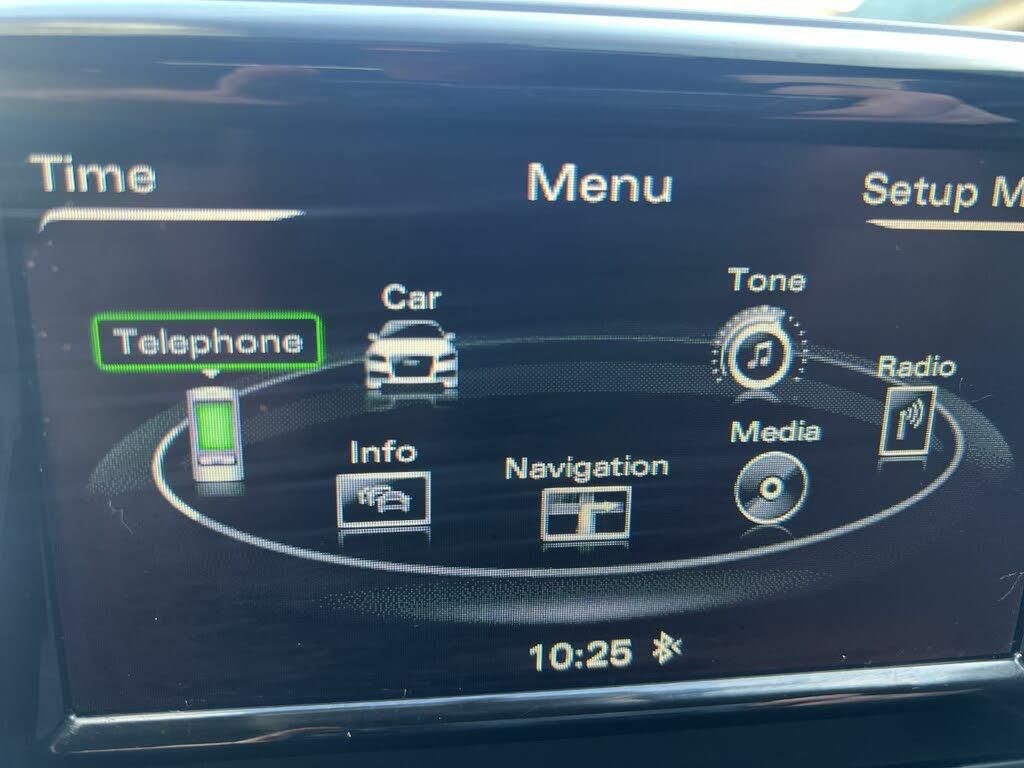 Time
Menu
Setup M
Car
Tone
Telephone
Radio
Info
Media
Navigation
10:25